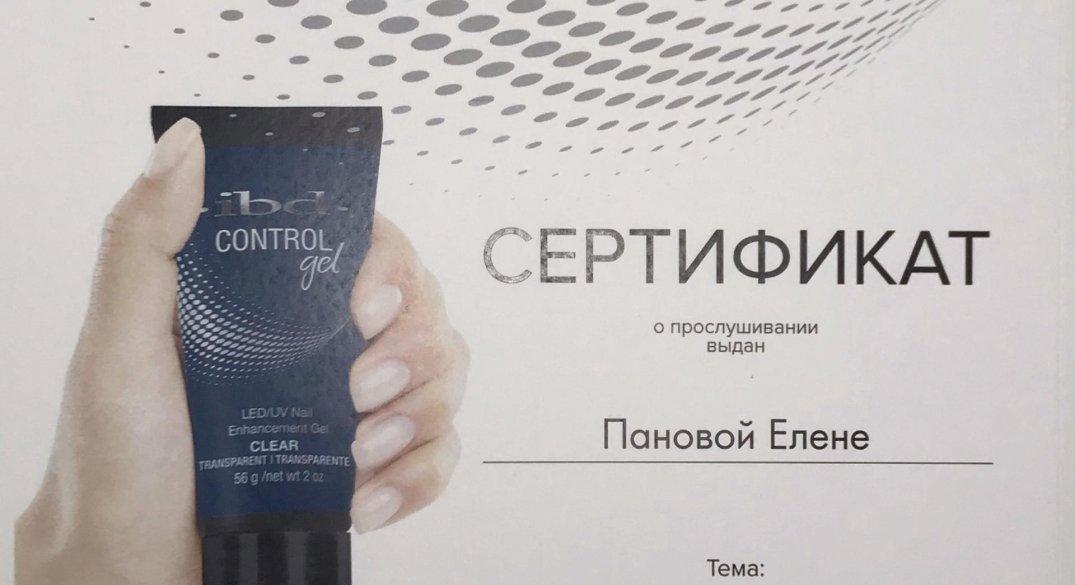 ibd
CONTROL
gel
LED/UV Nail
Enhancement Gel
CLEAR
TRANSPARENT | TRANSPARENTE
56 g /net wt 2 oz
СЕРТИФИКАТ
о прослушивании
выдан
Пановой Елене
Тема: